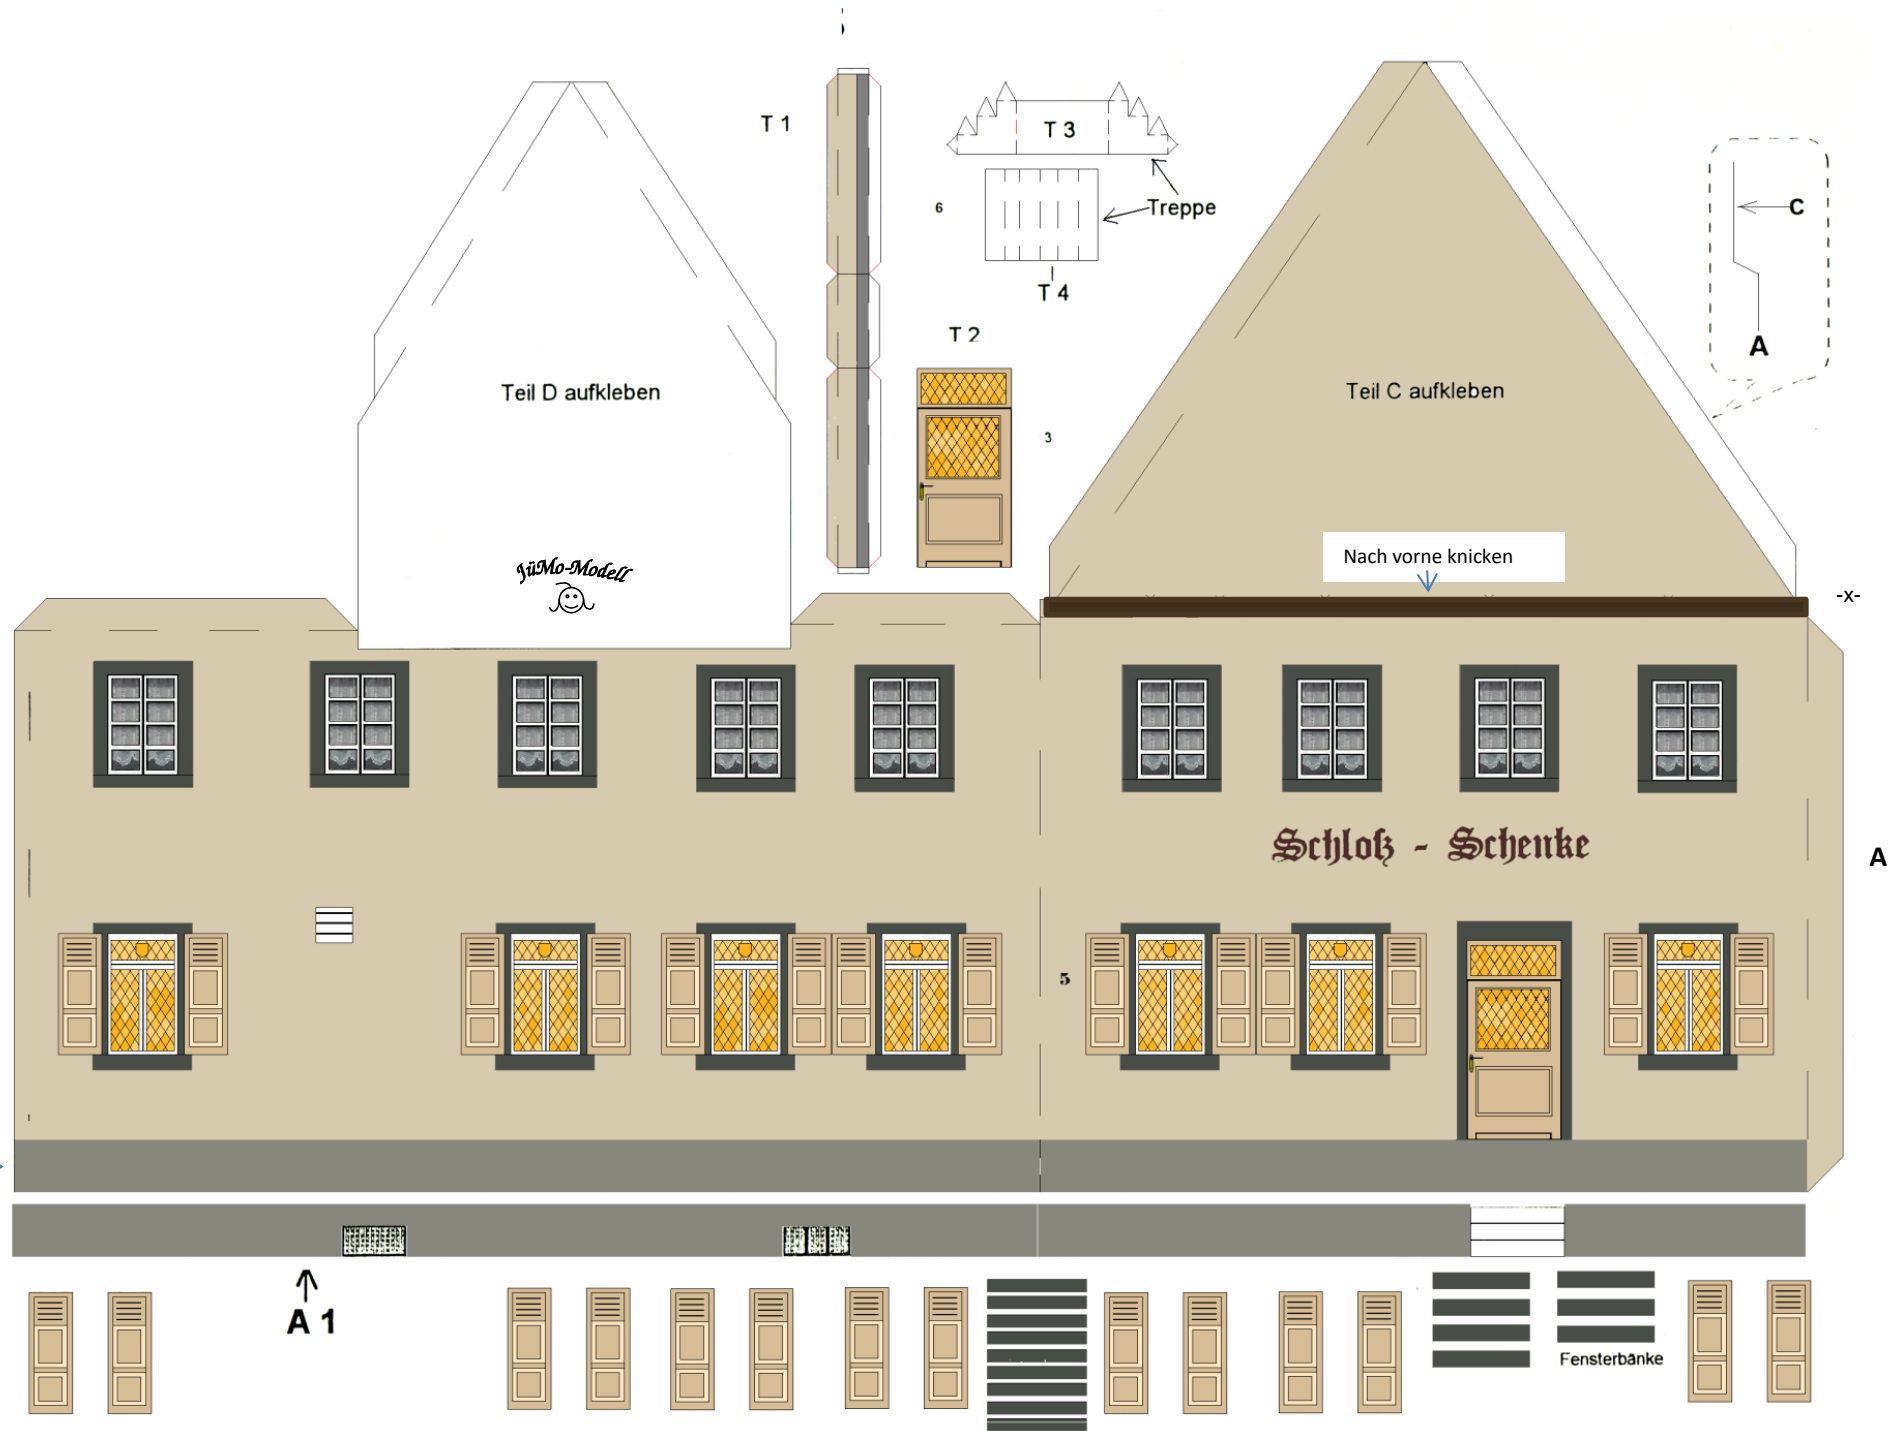 T 1
T 3
6
Treppe
T 4
C
A
T 2
Teil D aufkleben
Teil C aufkleben
3
Nach vorne knicken
JüMo-Modell
-x-
Schloß - Schenke
A
5
A 1
Fensterbänke